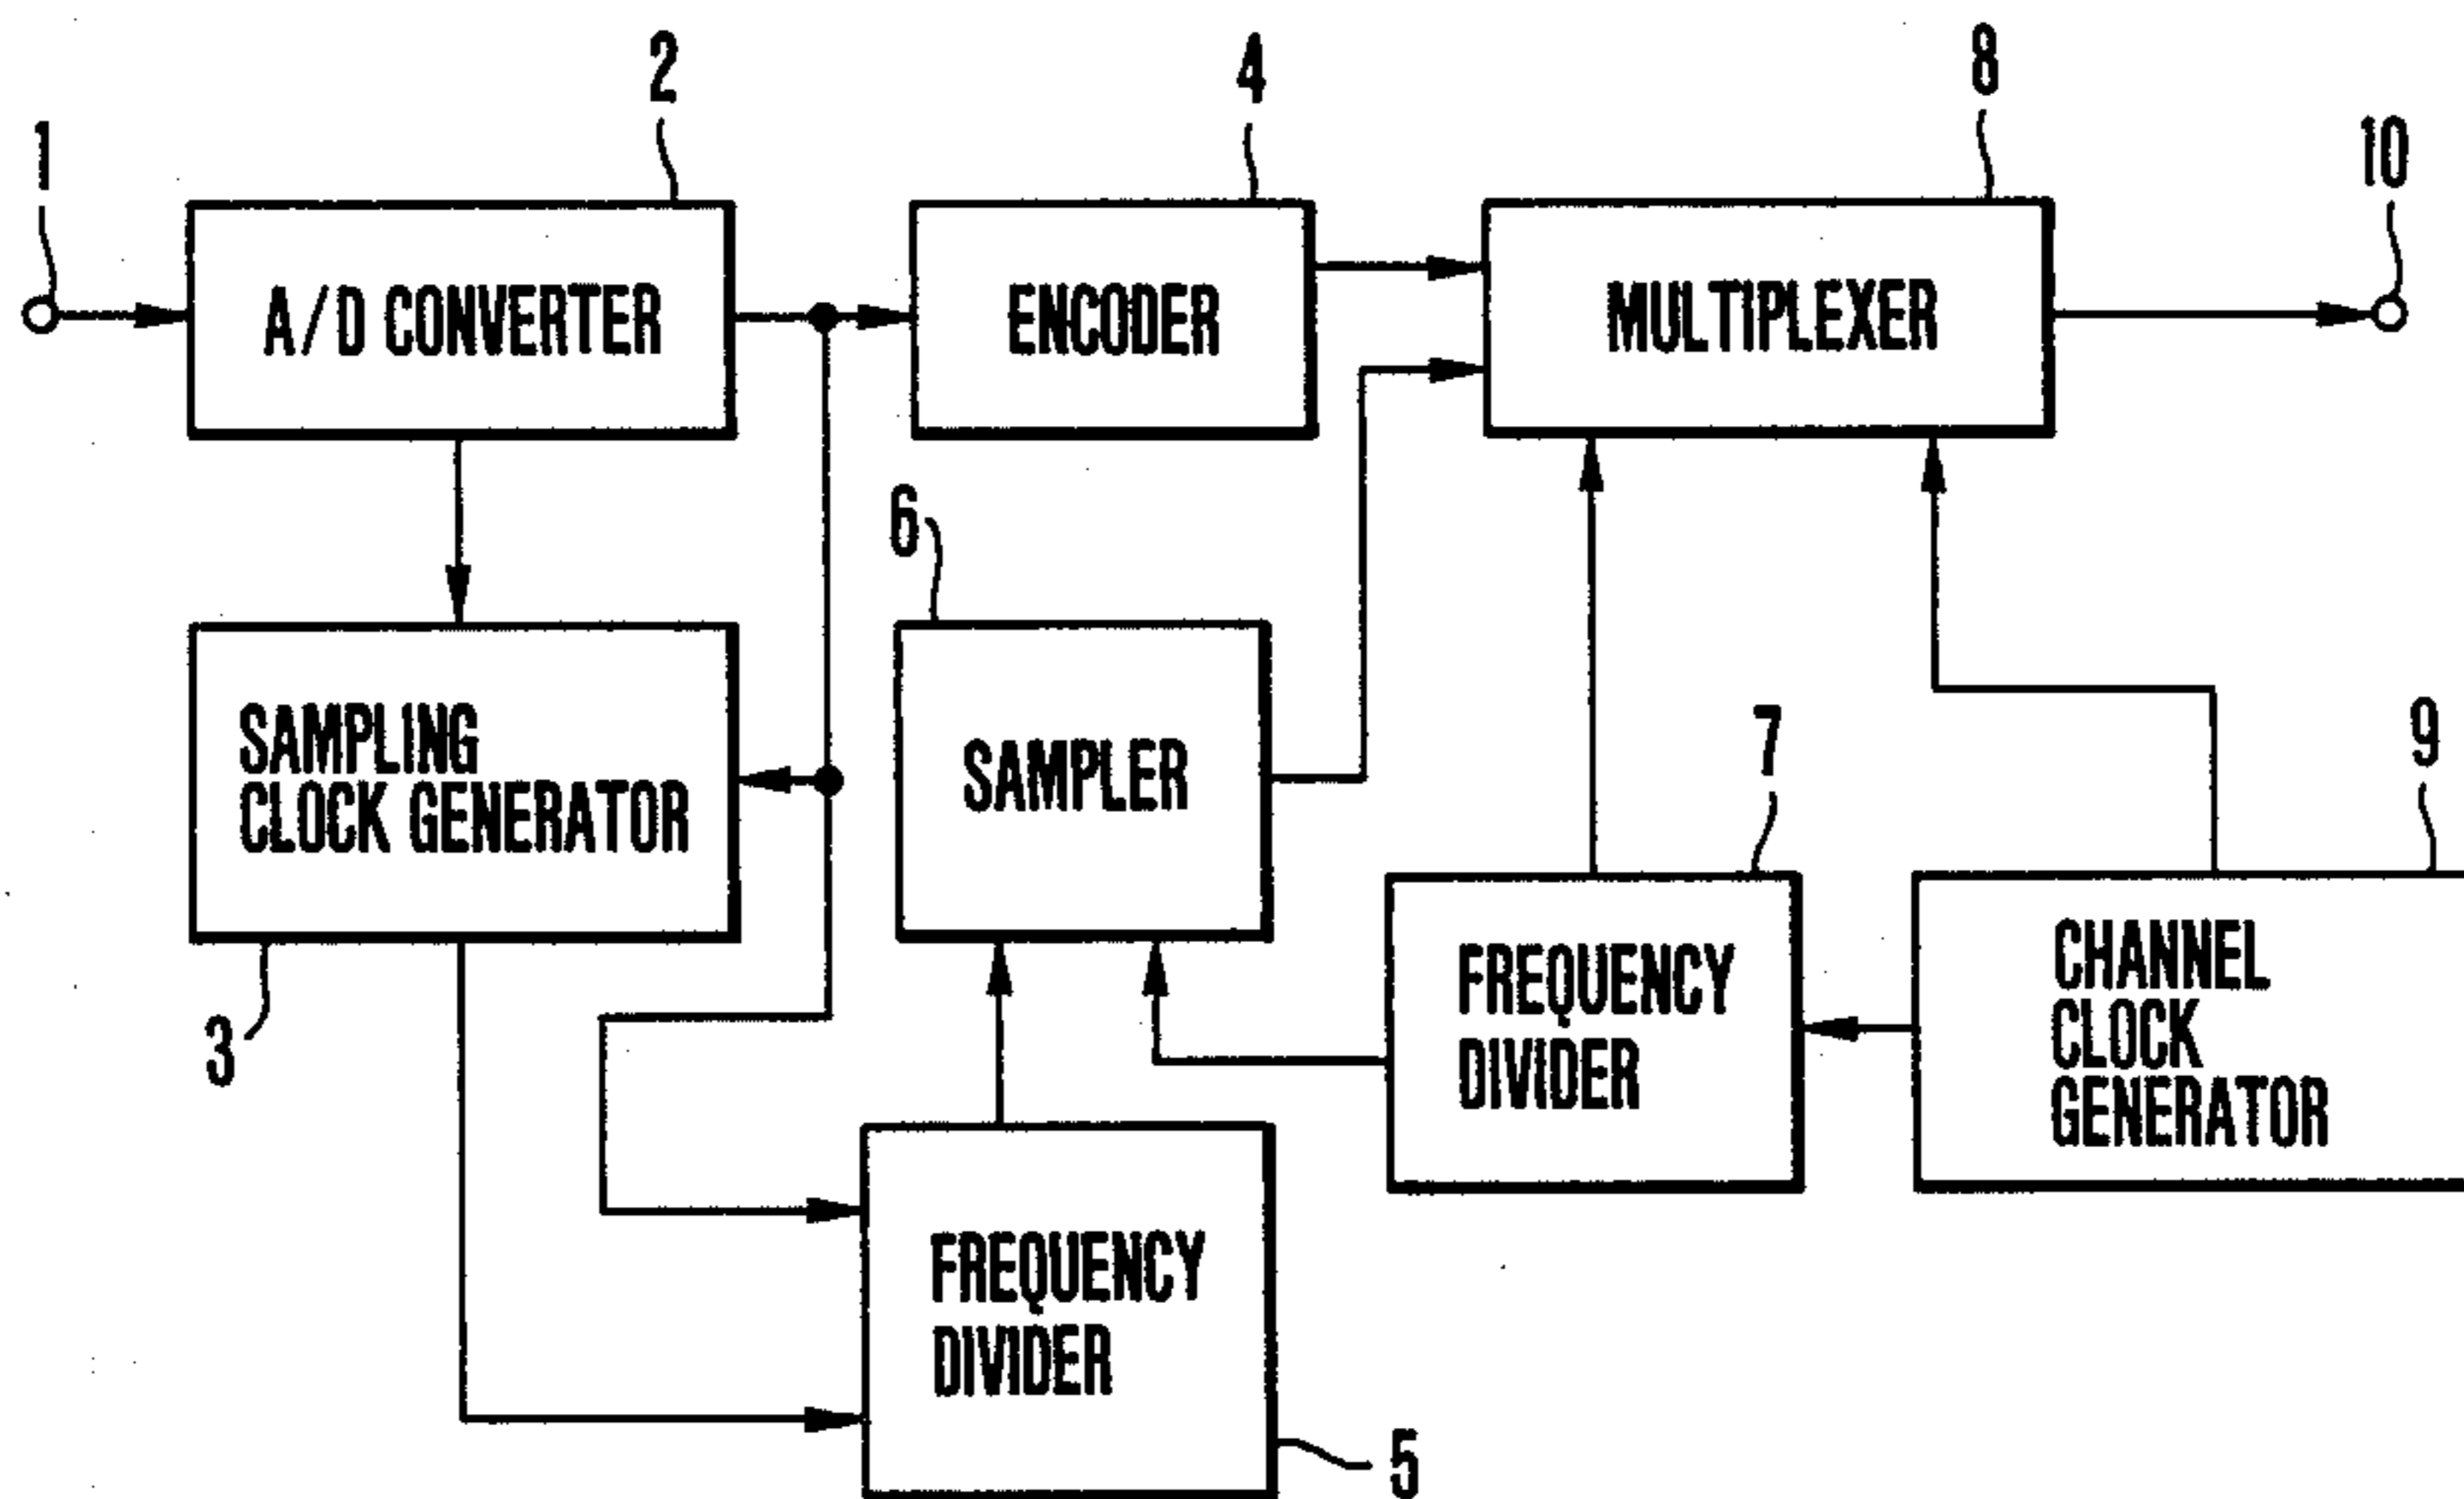 1
2
4
8
10
A/D CONVERTER
ENCODER
MULTIPLEXER
6
SAMPLING
CLOCK GENERATOR
SAMPLER
7
9
3
FREQUENCY
DIVIDER
CHANNEL
CLOCK
GENERATOR
FREQUENCY
DIVIDER
5